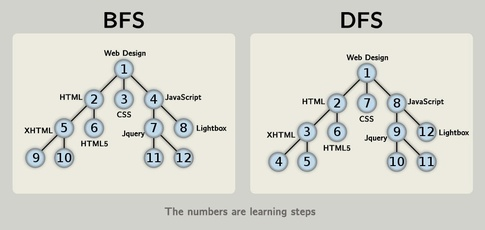 BFS
Web Design
1
HTML
2
3
4
JavaScript
CSS
XHTML
5
6
Jquery
7
8
Lightbox
HTML5
9
10
11
12
DFS
Web Design
1
HTML
2
7
8
JavaScript
CSS
XHTML
3
6
Jquery
9
12
Lightbox
HTML5
4
5
10
11
The numbers are learning steps